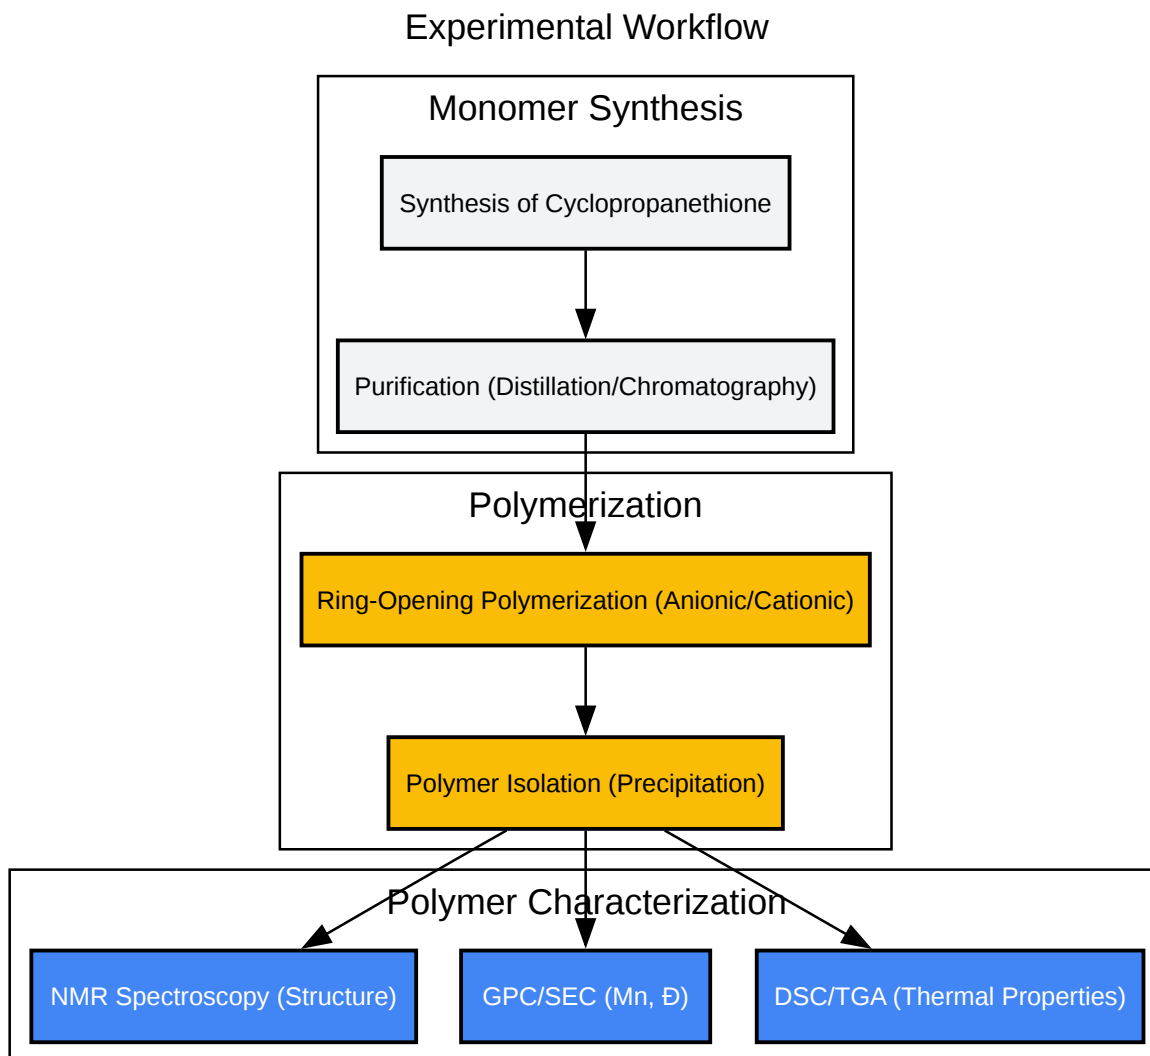 Experimental Workflow
Monomer Synthesis
Synthesis of Cyclopropanethione
Purification (Distillation/Chromatography)
Polymerization
Ring-Opening Polymerization (Anionic/Cationic)
Polymer Isolation (Precipitation)
Polymer Characterization
NMR Spectroscopy (Structure)
GPC/SEC (Mn, Đ)
DSC/TGA (Thermal Properties)